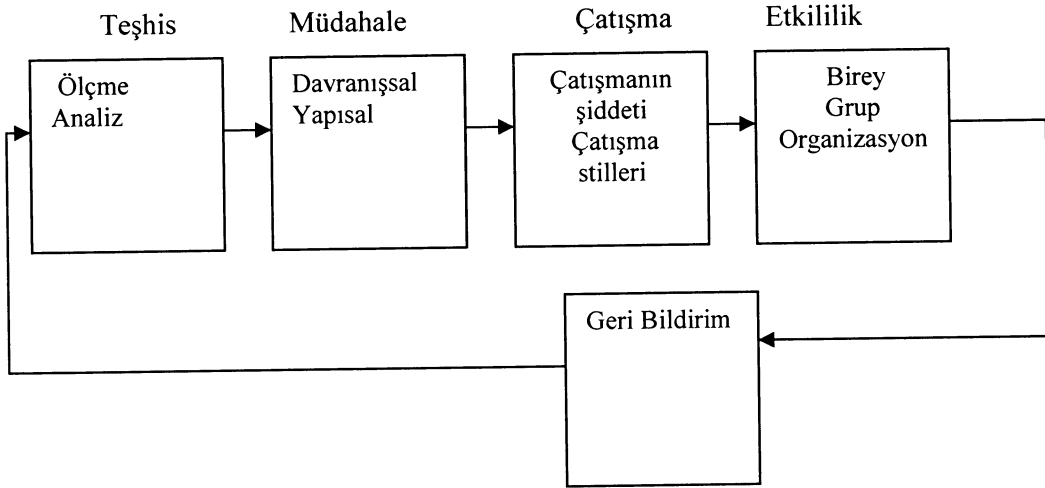 Teşhis
Müdahale
Çatışma
Etkililik
Ölçme
Analiz
Davranışsal
Yapısal
Çatışmanın
şiddeti
Çatışma
stilleri
Birey
Grup
Organizasyon
Geri Bildirim